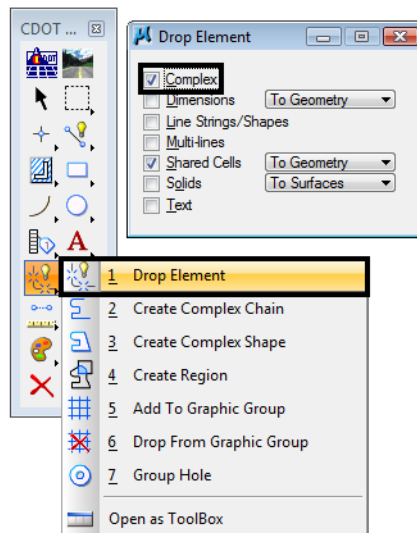 CDOT ...
Drop Element
Complex
Dimensions To Geometry
Line Strings/Shapes
Multi-lines
Shared Cells To Geometry
Solids To Surfaces
Text
A
1 Drop Element
2 Create Complex Chain
3 Create Complex Shape
4 Create Region
5 Add To Graphic Group
6 Drop From Graphic Group
7 Group Hole
Open as ToolBox